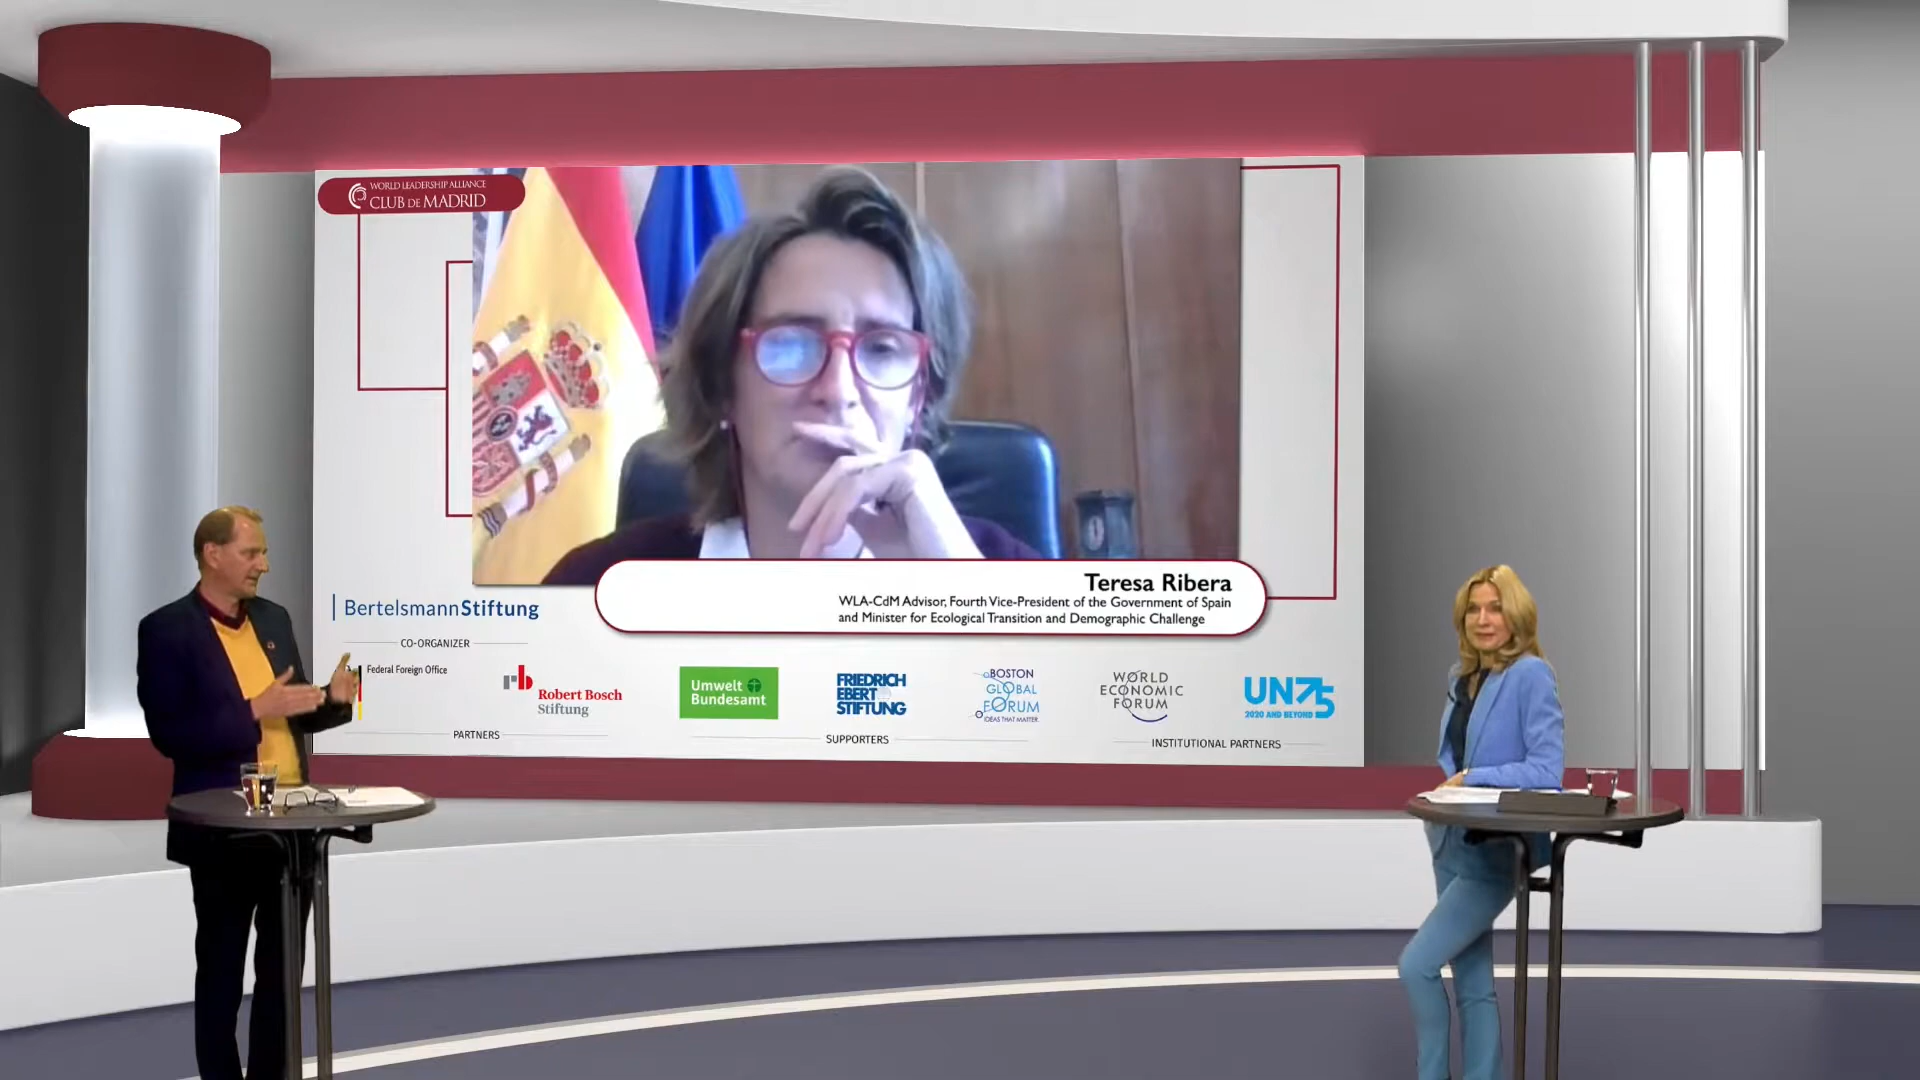 WORLD LEADERSHIP ALLIANCE
CLUB DE MADRID
Teresa Ribera
WLA-CdM Advisor, Fourth Vice-President of the Government of Spain
and Minister for Ecological Transition and Demographic Challenge
BertelsmannStiftung
CO-ORGANIZER
Federal Foreign Office
rb
Robert Bosch
Stiftung
Umwelt
Bundesamt
FRIEDRICH
EBERT
STIFTUNG
BOSTON
GLOBAL
FORUM
IDEAS THAT MATTER
WORLD
ECONOMIC
FORUM
UN75
2020 AND BEYOND
PARTNERS
SUPPORTERS
INSTITUTIONAL PARTNERS